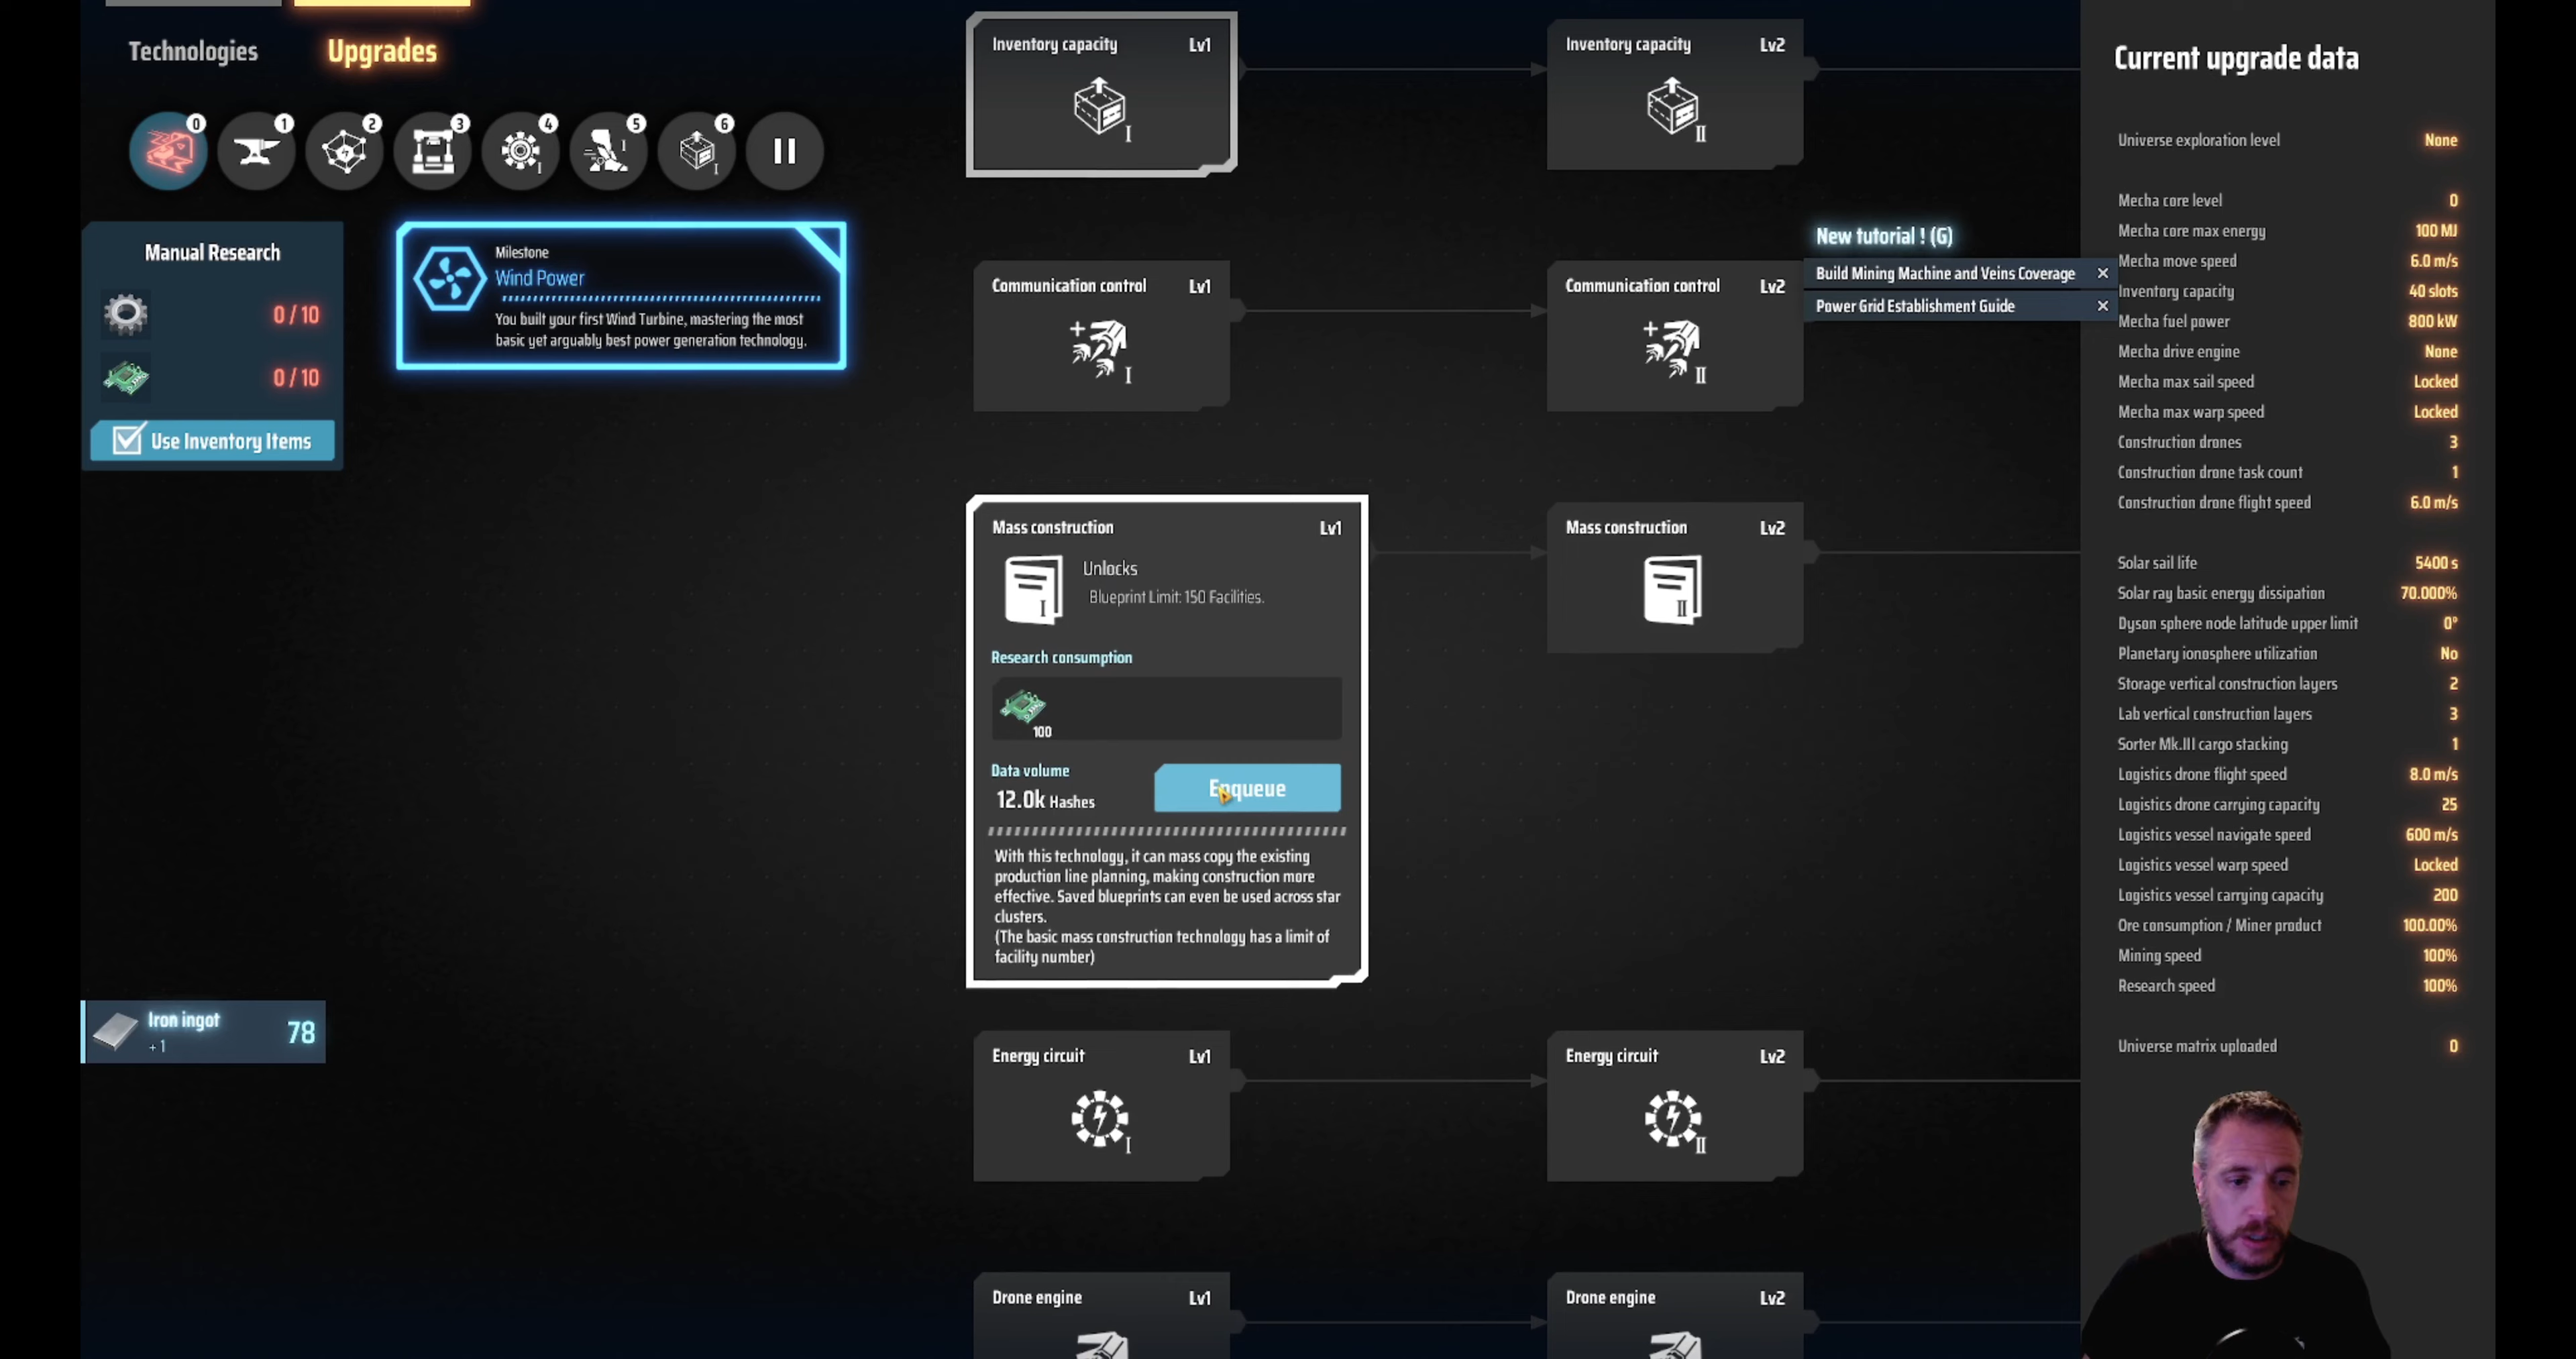 Technologies
Upgrades
0
1
2
3
4
5
6
I
I
I
Manual Research
0 / 10
0 / 10
Use Inventory Items
Milestone
Wind Power
You built your first Wind Turbine, mastering the most
basic yet arguably best power generation technology.
Iron ingot
+1
78
Inventory capacity Lv1
I
Inventory capacity Lv2
II
Communication control Lv1
I
Communication control Lv2
II
New tutorial ! (G)
Build Mining Machine and Veins Coverage
Power Grid Establishment Guide
Mass construction Lv1
I
Unlocks
Blueprint Limit: 150 Facilities.
Research consumption
100
Data volume
12.0k Hashes
Enqueue
With this technology, it can mass copy the existing
production line planning, making construction more
effective. Saved blueprints can even be used across star
clusters.
(The basic mass construction technology has a limit of
facility number)
Mass construction Lv2
II
Energy circuit Lv1
I
Energy circuit Lv2
II
Drone engine Lv1
Drone engine Lv2
Current upgrade data
Universe exploration level None
Mecha core level 0
Mecha core max energy 100 MJ
Mecha move speed 6.0 m/s
Inventory capacity 40 slots
Mecha fuel power 800 kW
Mecha drive engine None
Mecha max sail speed Locked
Mecha max warp speed Locked
Construction drones 3
Construction drone task count 1
Construction drone flight speed 6.0 m/s
Solar sail life 5400 s
Solar ray basic energy dissipation 70.000%
Dyson sphere node latitude upper limit 0°
Planetary ionosphere utilization No
Storage vertical construction layers 2
Lab vertical construction layers 3
Sorter Mk.III cargo stacking 1
Logistics drone flight speed 8.0 m/s
Logistics drone carrying capacity 25
Logistics vessel navigate speed 600 m/s
Logistics vessel warp speed Locked
Logistics vessel carrying capacity 200
Ore consumption / Miner product 100.00%
Mining speed 100%
Research speed 100%
Universe matrix uploaded 0